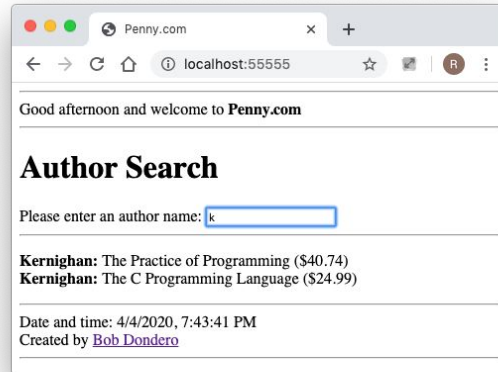 Penny.com
localhost:55555
R
Good afternoon and welcome to Penny.com
Author Search
Please enter an author name: k
Kernighan: The Practice of Programming ($40.74)
Kernighan: The C Programming Language ($24.99)
Date and time: 4/4/2020, 7:43:41 PM
Created by Bob Dondero